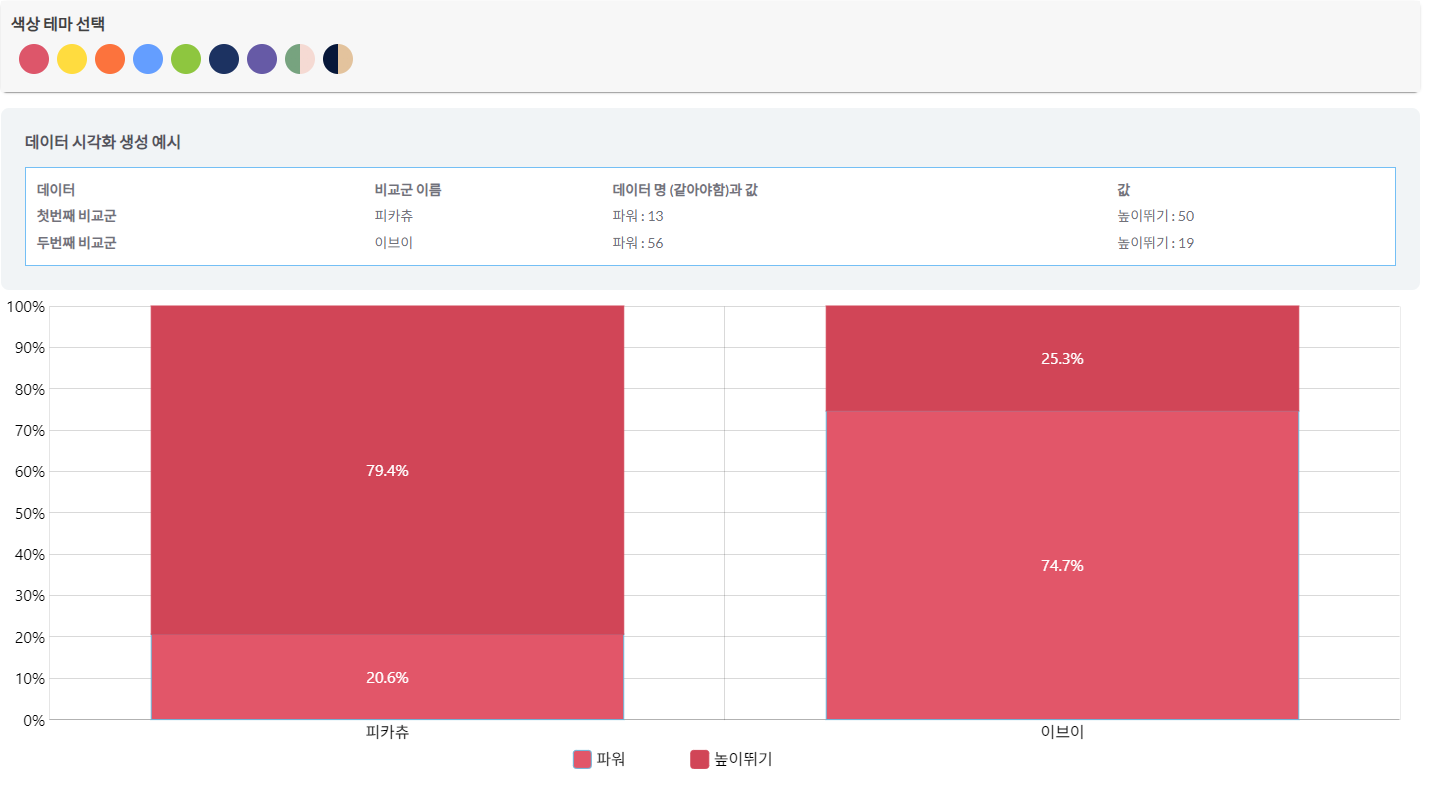 색상 테마 선택
데이터 시각화 생성 예시
데이터 비교군 이름 데이터 명 (같아야함)과 값 값
첫번째 비교군 피카츄 파워 : 13 높이뛰기 : 50
두번째 비교군 이브이 파워 : 56 높이뛰기 : 19
100%
90%
25.3%
80%
70%
60%
79.4%
50%
40%
74.7%
30%
20%
10%
20.6%
0%
피카츄 이브이
파워 높이뛰기